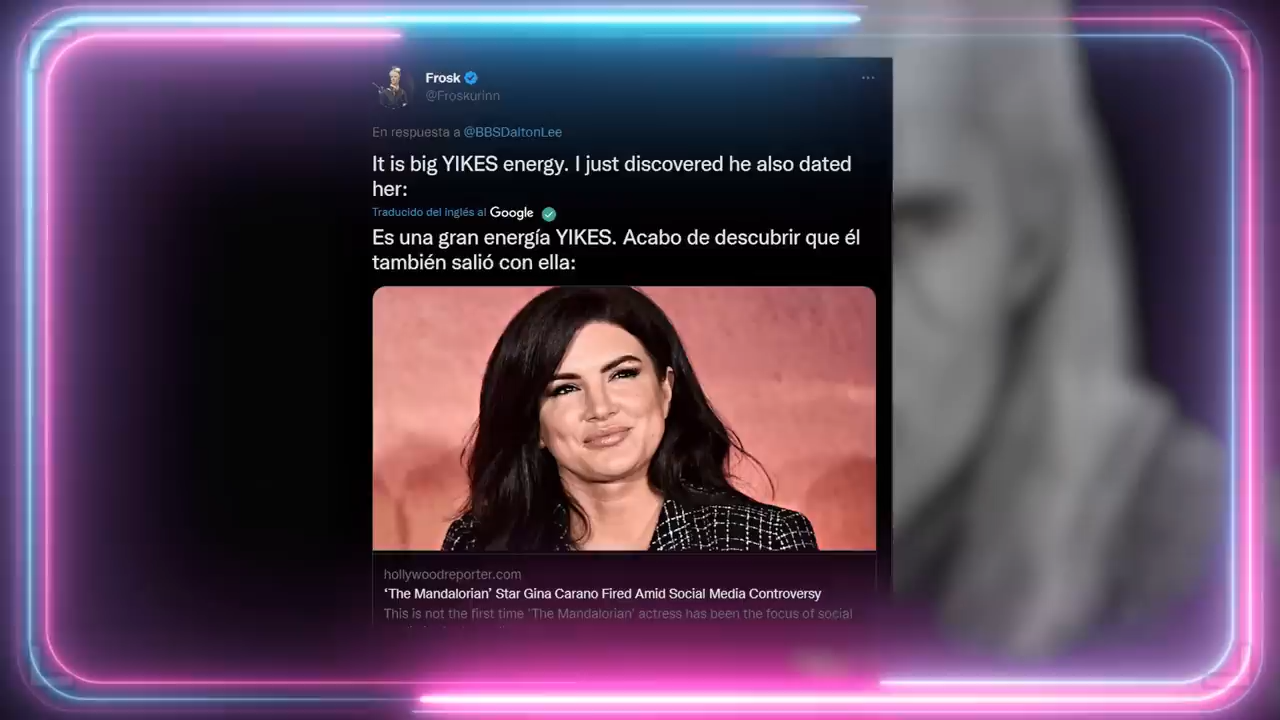 Frosk
@Froskurinn
En respuesta a @BBSDaltonLee
It is big YIKES energy. I just discovered he also dated
her:
Traducido del inglés al Google
Es una gran energía YIKES. Acabo de descubrir que él
también salió con ella:
hollywoodreporter.com
‘The Mandalorian’ Star Gina Carano Fired Amid Social Media Controversy
This is not the first time 'The Mandalorian' actress has been the focus of social